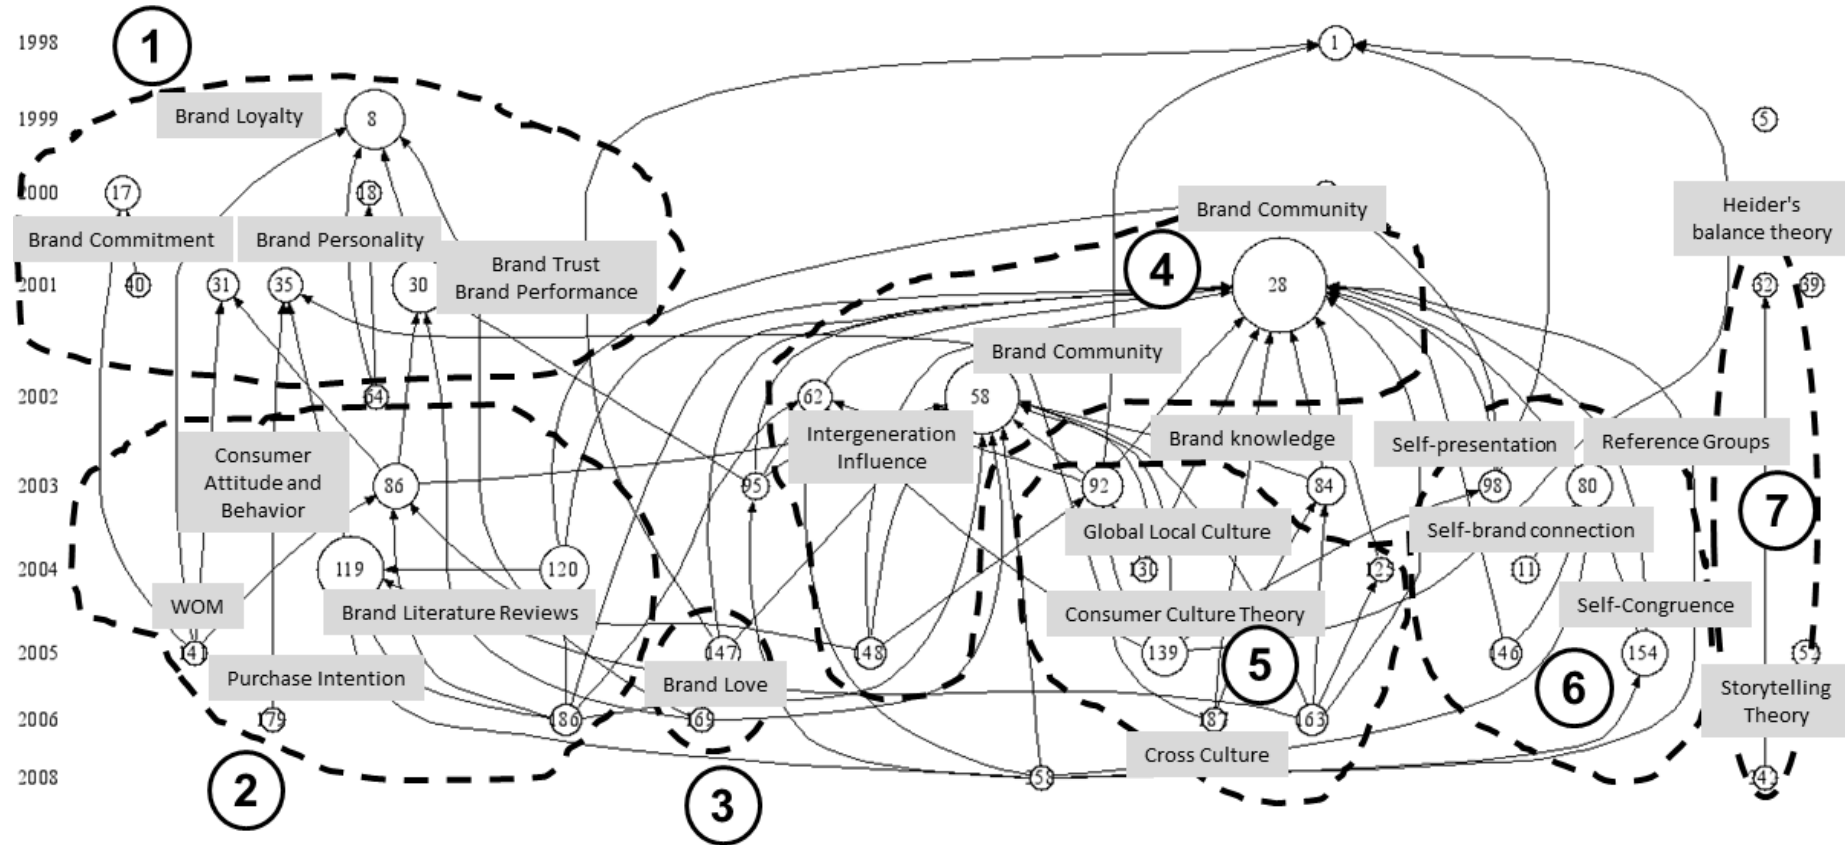 1998
1
1
1999
Brand Loyalty
8
5
2000
17
18
Brand Community
Heider's
balance theory
Brand Commitment
Brand Personality
Brand Trust
Brand Performance
4
2001
40
31
35
30
28
32
39
Brand Community
2002
64
62
58
Intergeneration
Influence
Brand knowledge
Self-presentation
Reference Groups
Consumer
Attitude and
Behavior
2003
86
95
92
84
98
80
7
Global Local Culture
Self-brand connection
2004
119
120
130
123
11
WOM
Brand Literature Reviews
Consumer Culture Theory
Self-Congruence
2005
141
147
148
139
5
146
154
6
Purchase Intention
Brand Love
Storytelling
Theory
2006
179
186
169
187
163
Cross Culture
2008
2
3